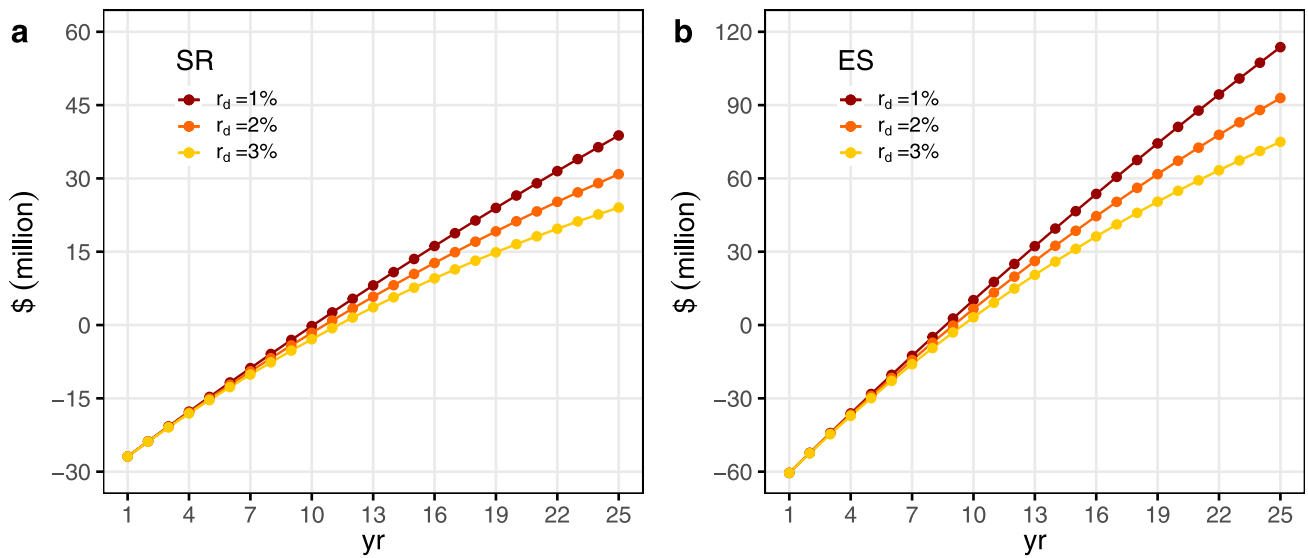 a
SR
r_d =1%
r_d =2%
r_d =3%
60
45
30
15
0
−15
−30
$ (million)
1 4 7 10 13 16 19 22 25
yr
b
ES
r_d =1%
r_d =2%
r_d =3%
120
90
60
30
0
−30
−60
$ (million)
1 4 7 10 13 16 19 22 25
yr